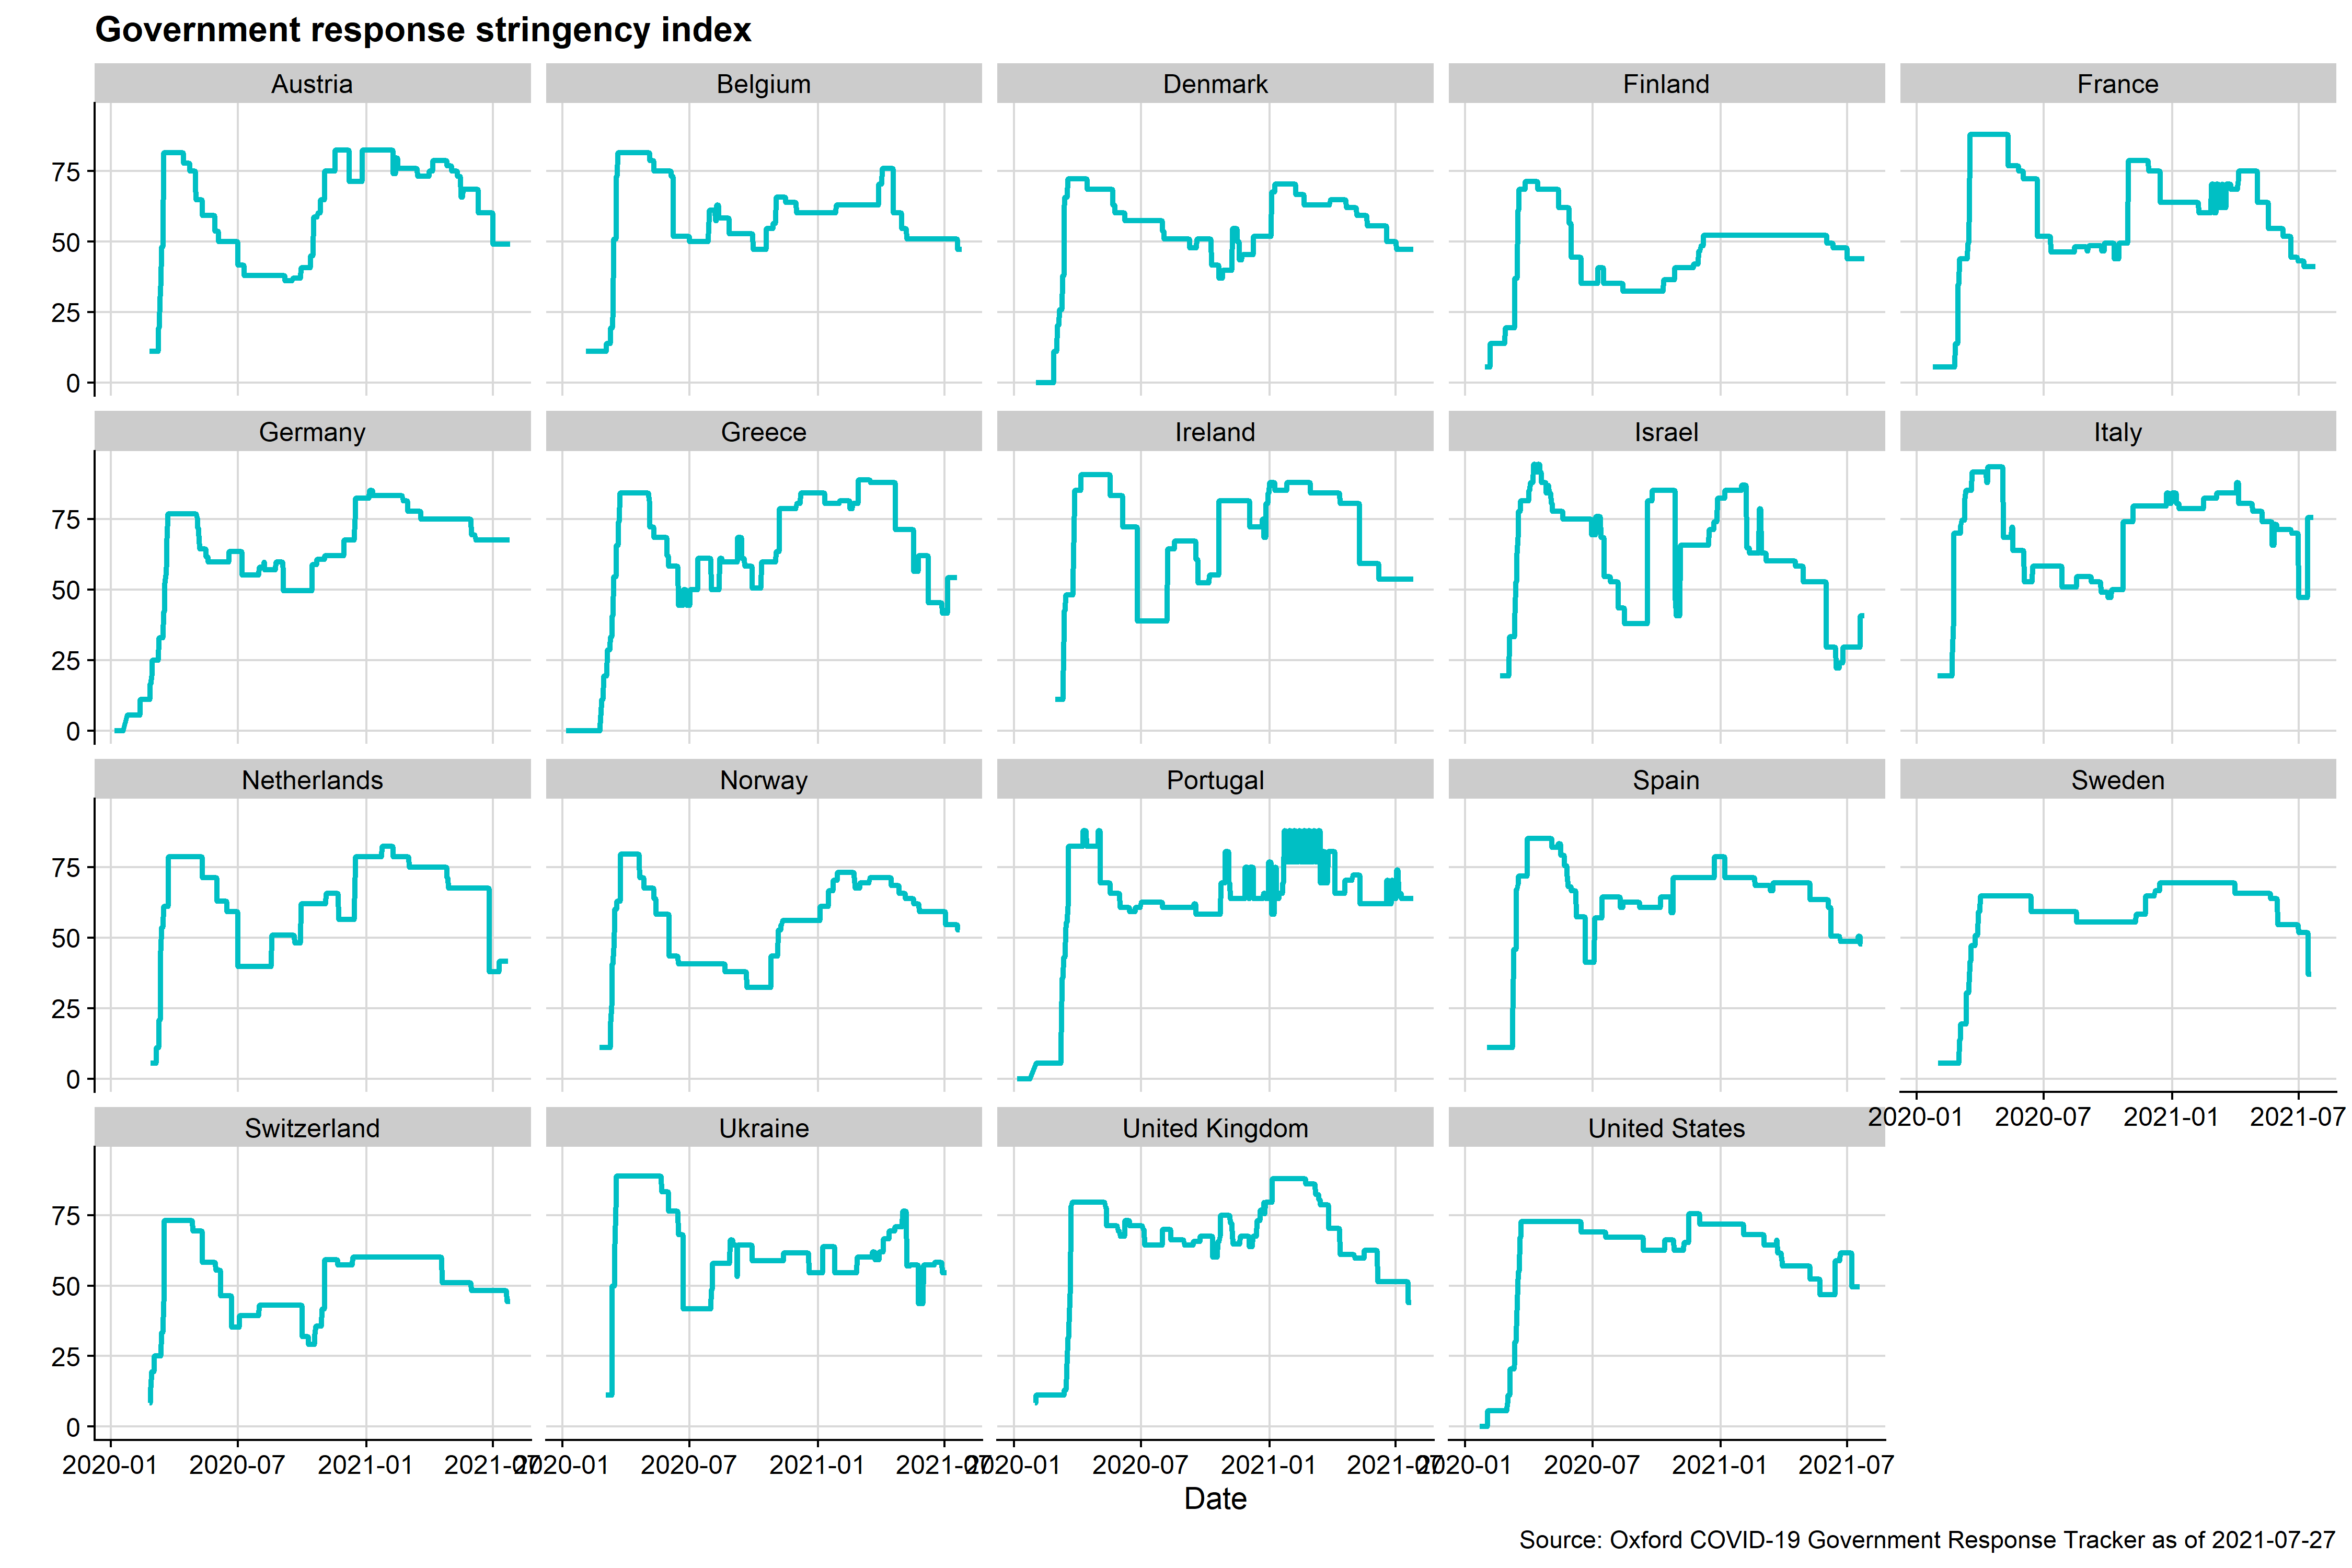 Government response stringency index
Austria Belgium Denmark Finland France
75
50
25
0
Germany Greece Ireland Israel Italy
75
50
25
0
Netherlands Norway Portugal Spain Sweden
75
50
25
0
2020-01 2020-07 2021-01 2021-07
Switzerland Ukraine United Kingdom United States
75
50
25
0
2020-01 2020-07 2021-01 2021-07 2020-01 2020-07 2021-01 2021-07 2020-01 2020-07 2021-01 2021-07 2020-01 2020-07 2021-01 2021-07
Date
Source: Oxford COVID-19 Government Response Tracker as of 2021-07-27